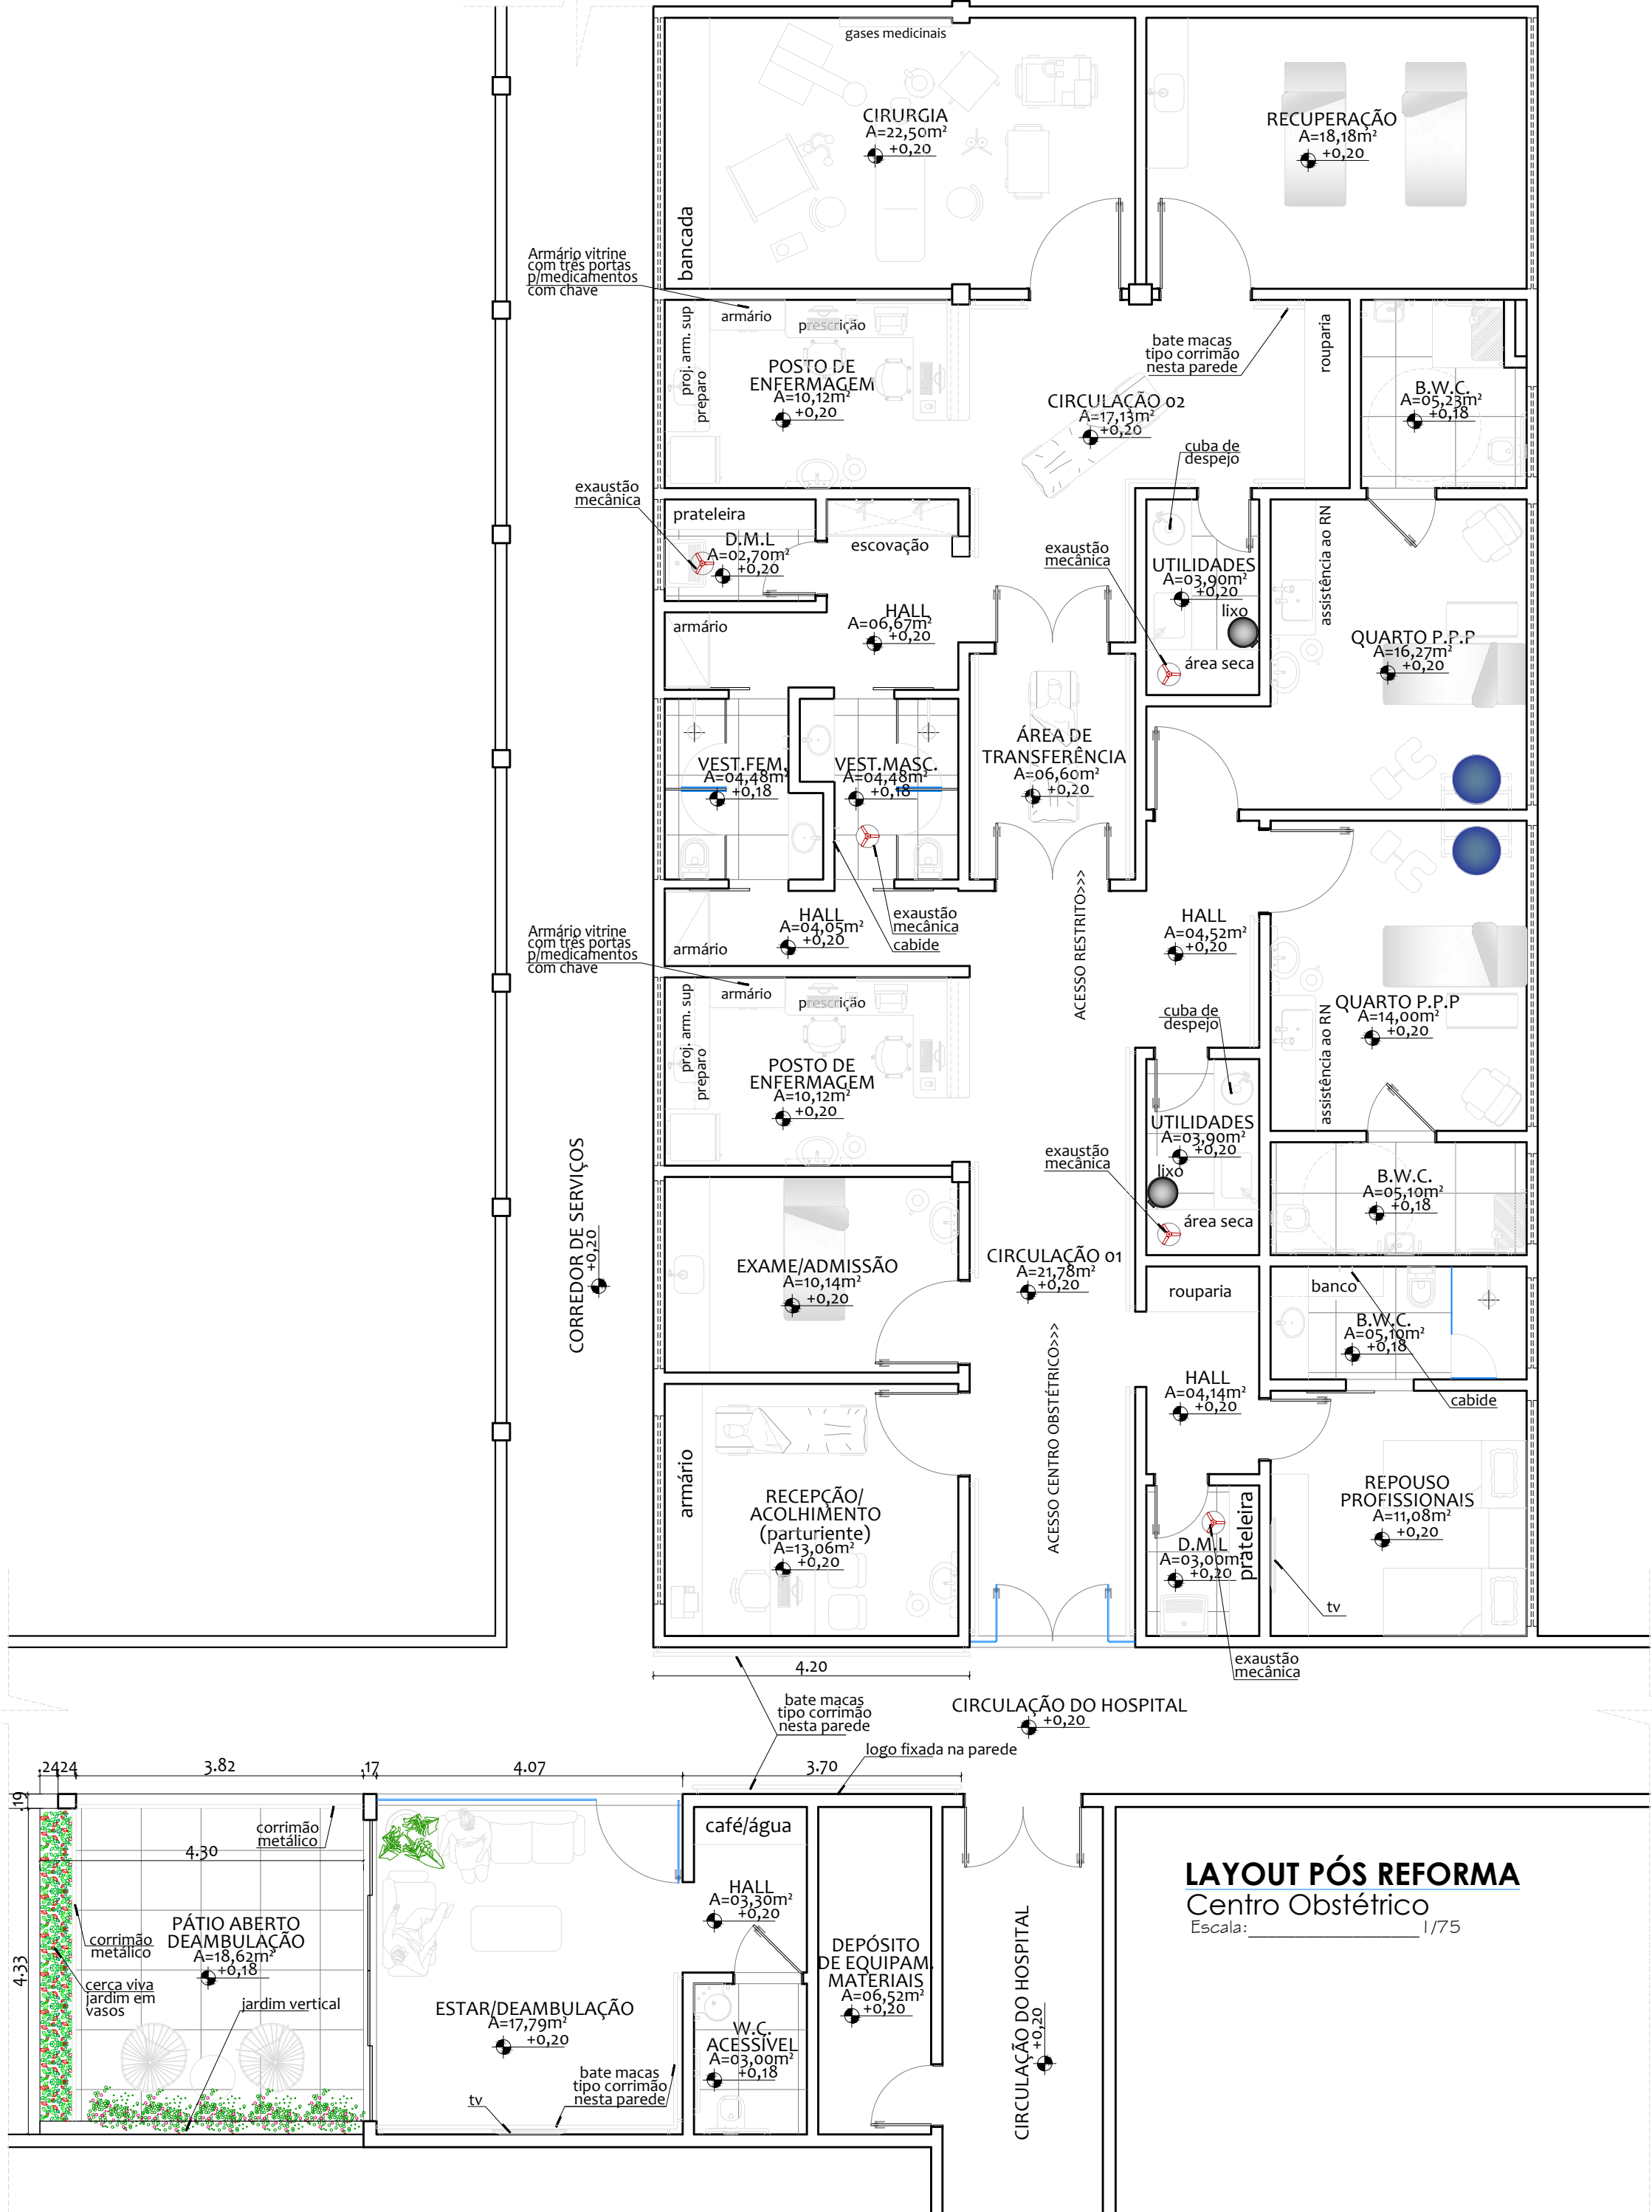 gases medicinais
CIRURGIA
A=22,50m²
+0,20
bancada
RECUPERAÇÃO
A=18,18m²
+0,20
Armário vitrine
com três portas
p/medicamentos
com chave
armário
prescrição
proj. arm. sup
preparo
POSTO DE
ENFERMAGEM
A=10,12m²
+0,20
bate macas
tipo corrimão
nesta parede
rouparia
CIRCULAÇÃO 02
A=17,13m²
+0,20
B.W.C.
A=05,23m²
+0,18
cuba de
despejo
exaustão
mecânica
prateleira
D.M.L
A=02,70m²
+0,20
escovação
exaustão
mecânica
UTILIDADES
A=03,90m²
+0,20
lixo
área seca
assistência ao RN
QUARTO P.P.P
A=16,27m²
+0,20
HALL
A=06,67m²
+0,20
armário
VEST.FEM.
A=04,48m²
+0,18
VEST.MASC.
A=04,48m²
+0,18
ÁREA DE
TRANSFERÊNCIA
A=06,60m²
+0,20
HALL
A=04,05m²
+0,20
armário
exaustão
mecânica
cabide
ACESSO RESTRITO>>>
HALL
A=04,52m²
+0,20
Armário vitrine
com três portas
p/medicamentos
com chave
armário
prescrição
proj. arm. sup
preparo
POSTO DE
ENFERMAGEM
A=10,12m²
+0,20
cuba de
despejo
QUARTO P.P.P
A=14,00m²
+0,20
assistência ao RN
UTILIDADES
A=03,90m²
+0,20
lixo
área seca
exaustão
mecânica
B.W.C.
A=05,10m²
+0,18
CORREDOR DE SERVIÇOS
+0,20
EXAME/ADMISSÃO
A=10,14m²
+0,20
CIRCULAÇÃO 01
A=21,78m²
+0,20
rouparia
banco
B.W.C.
A=05,10m²
+0,18
cabide
ACESSO CENTRO OBSTÉTRICO>>>
HALL
A=04,14m²
+0,20
armário
RECEPÇÃO/
ACOLHIMENTO
(parturiente)
A=13,06m²
+0,20
REPOUSO
PROFISSIONAIS
A=11,08m²
+0,20
D.M.L
A=03,00m²
+0,20
prateleira
tv
exaustão
mecânica
4.20
bate macas
tipo corrimão
nesta parede
CIRCULAÇÃO DO HOSPITAL
+0,20
logo fixada na parede
.24
24
3.82
.17
4.07
3.70
.19
corrimão
metálico
4.30
café/água
HALL
A=03,30m²
+0,20
PÁTIO ABERTO
DEAMBULAÇÃO
A=18,62m²
+0,18
corrimão
metálico
cerca viva
jardim em
vasos
jardim vertical
4.33
ESTAR/DEAMBULAÇÃO
A=17,79m²
+0,20
W.C.
ACESSÍVEL
A=03,00m²
+0,18
bate macas
tipo corrimão
nesta parede
tv
DEPÓSITO
DE EQUIPAM.
MATERIAIS
A=06,52m²
+0,20
CIRCULAÇÃO DO HOSPITAL
+0,20
LAYOUT PÓS REFORMA
Centro Obstétrico
Escala:__________________1/75